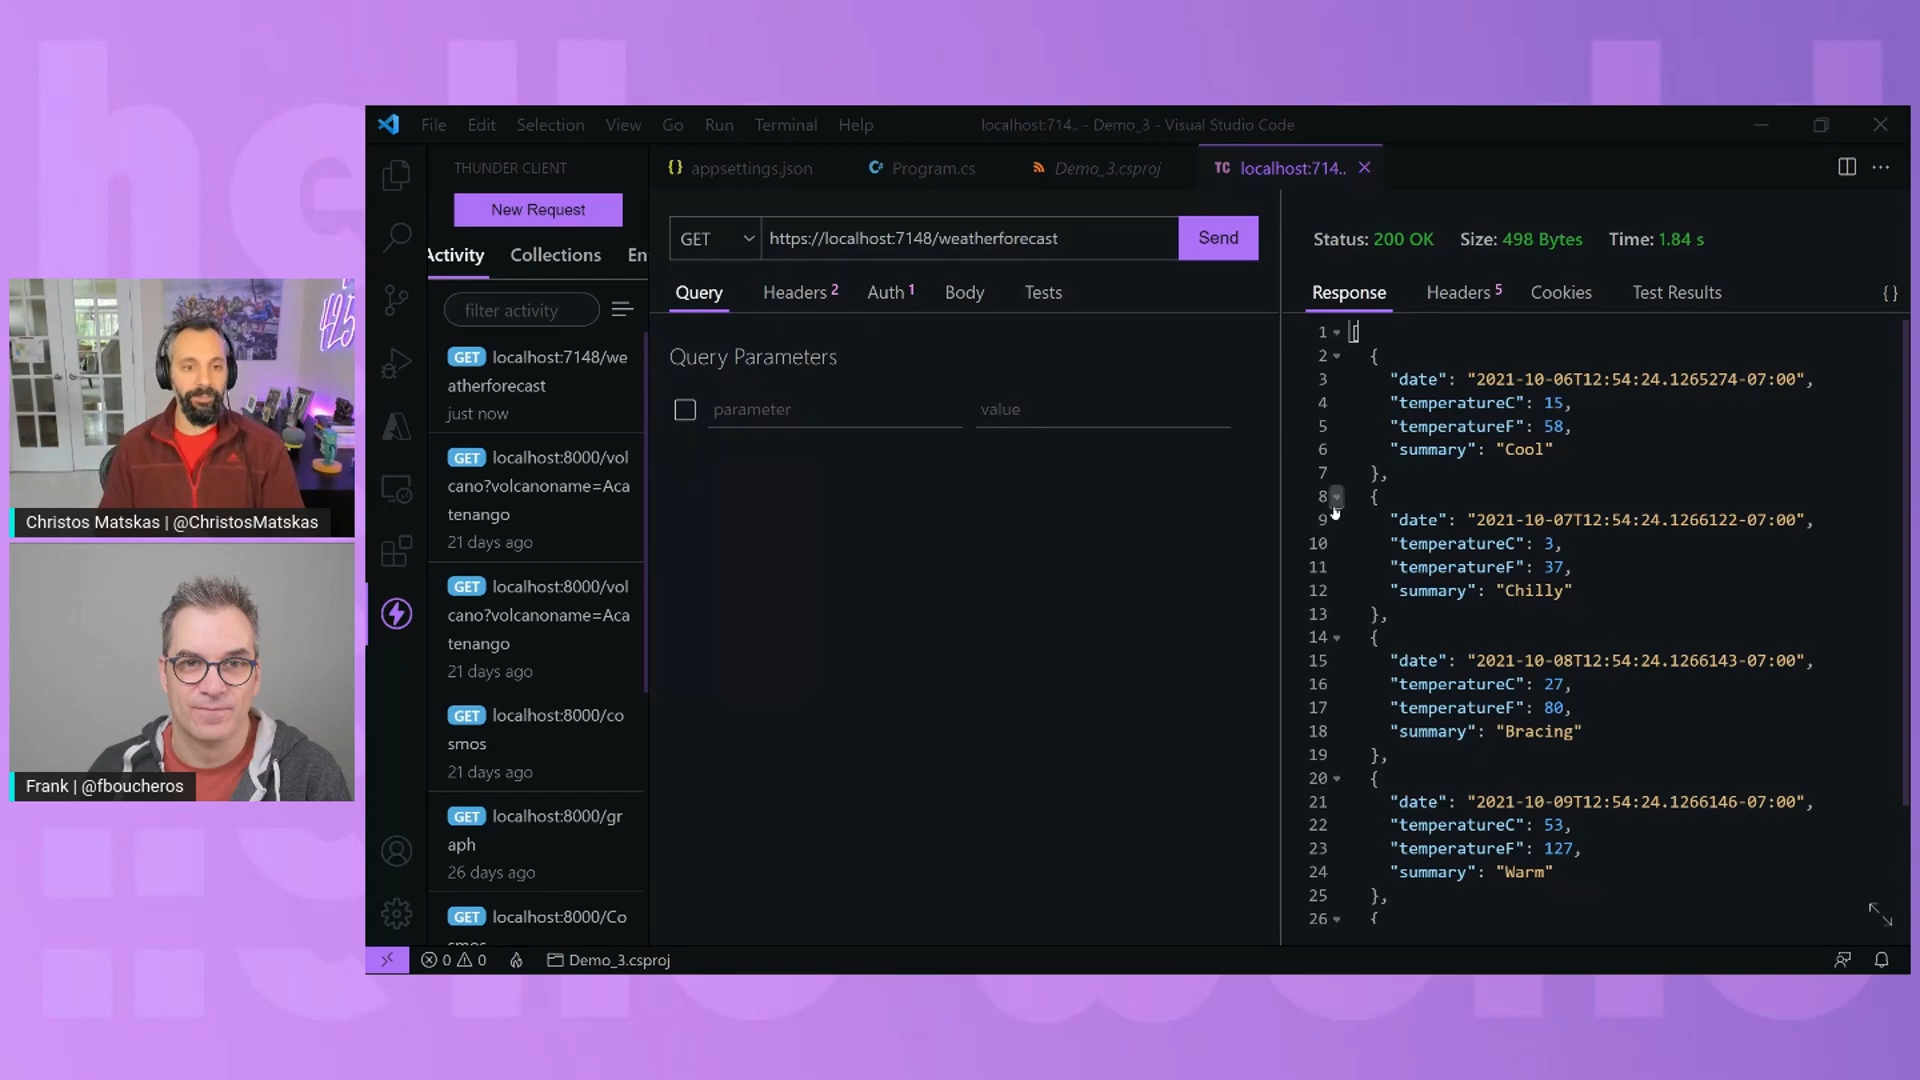 File Edit Selection View Go Run Terminal Help
localhost:714.. - Demo_3 - Visual Studio Code
THUNDER CLIENT
New Request
Activity Collections En
filter activity
GET localhost:7148/we
atherforecast
just now
GET localhost:8000/vol
cano?volcanoname=Aca
tenango
21 days ago
GET localhost:8000/vol
cano?volcanoname=Aca
tenango
21 days ago
GET localhost:8000/co
smos
21 days ago
GET localhost:8000/gr
aph
26 days ago
GET localhost:8000/Co
smos
{} appsettings.json
Program.cs
Demo_3.csproj
TC localhost:714..
GET https://localhost:7148/weatherforecast Send
Query Headers 2 Auth 1 Body Tests
Query Parameters
parameter value
Status: 200 OK Size: 498 Bytes Time: 1.84 s
Response Headers 5 Cookies Test Results {}
1 [
2 {
3 "date": "2021-10-06T12:54:24.1265274-07:00",
4 "temperatureC": 15,
5 "temperatureF": 58,
6 "summary": "Cool"
7 },
8 {
9 "date": "2021-10-07T12:54:24.1266122-07:00",
10 "temperatureC": 3,
11 "temperatureF": 37,
12 "summary": "Chilly"
13 },
14 {
15 "date": "2021-10-08T12:54:24.1266143-07:00",
16 "temperatureC": 27,
17 "temperatureF": 80,
18 "summary": "Bracing"
19 },
20 {
21 "date": "2021-10-09T12:54:24.1266146-07:00",
22 "temperatureC": 53,
23 "temperatureF": 127,
24 "summary": "Warm"
25 },
26 {
0 0 Demo_3.csproj
Christos Matskas | @ChristosMatskas
Frank | @fboucheros